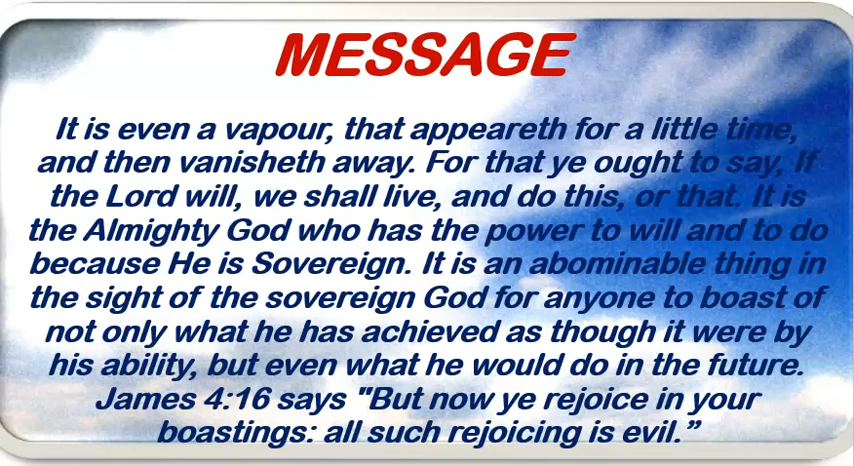 MESSAGE
It is even a vapour, that appeareth for a little time,
and then vanisheth away. For that ye ought to say, If
the Lord will, we shall live, and do this, or that. It is
the Almighty God who has the power to will and to do
because He is Sovereign. It is an abominable thing in
the sight of the sovereign God for anyone to boast of
not only what he has achieved as though it were by
his ability, but even what he would do in the future.
James 4:16 says "But now ye rejoice in your
boastings: all such rejoicing is evil.”